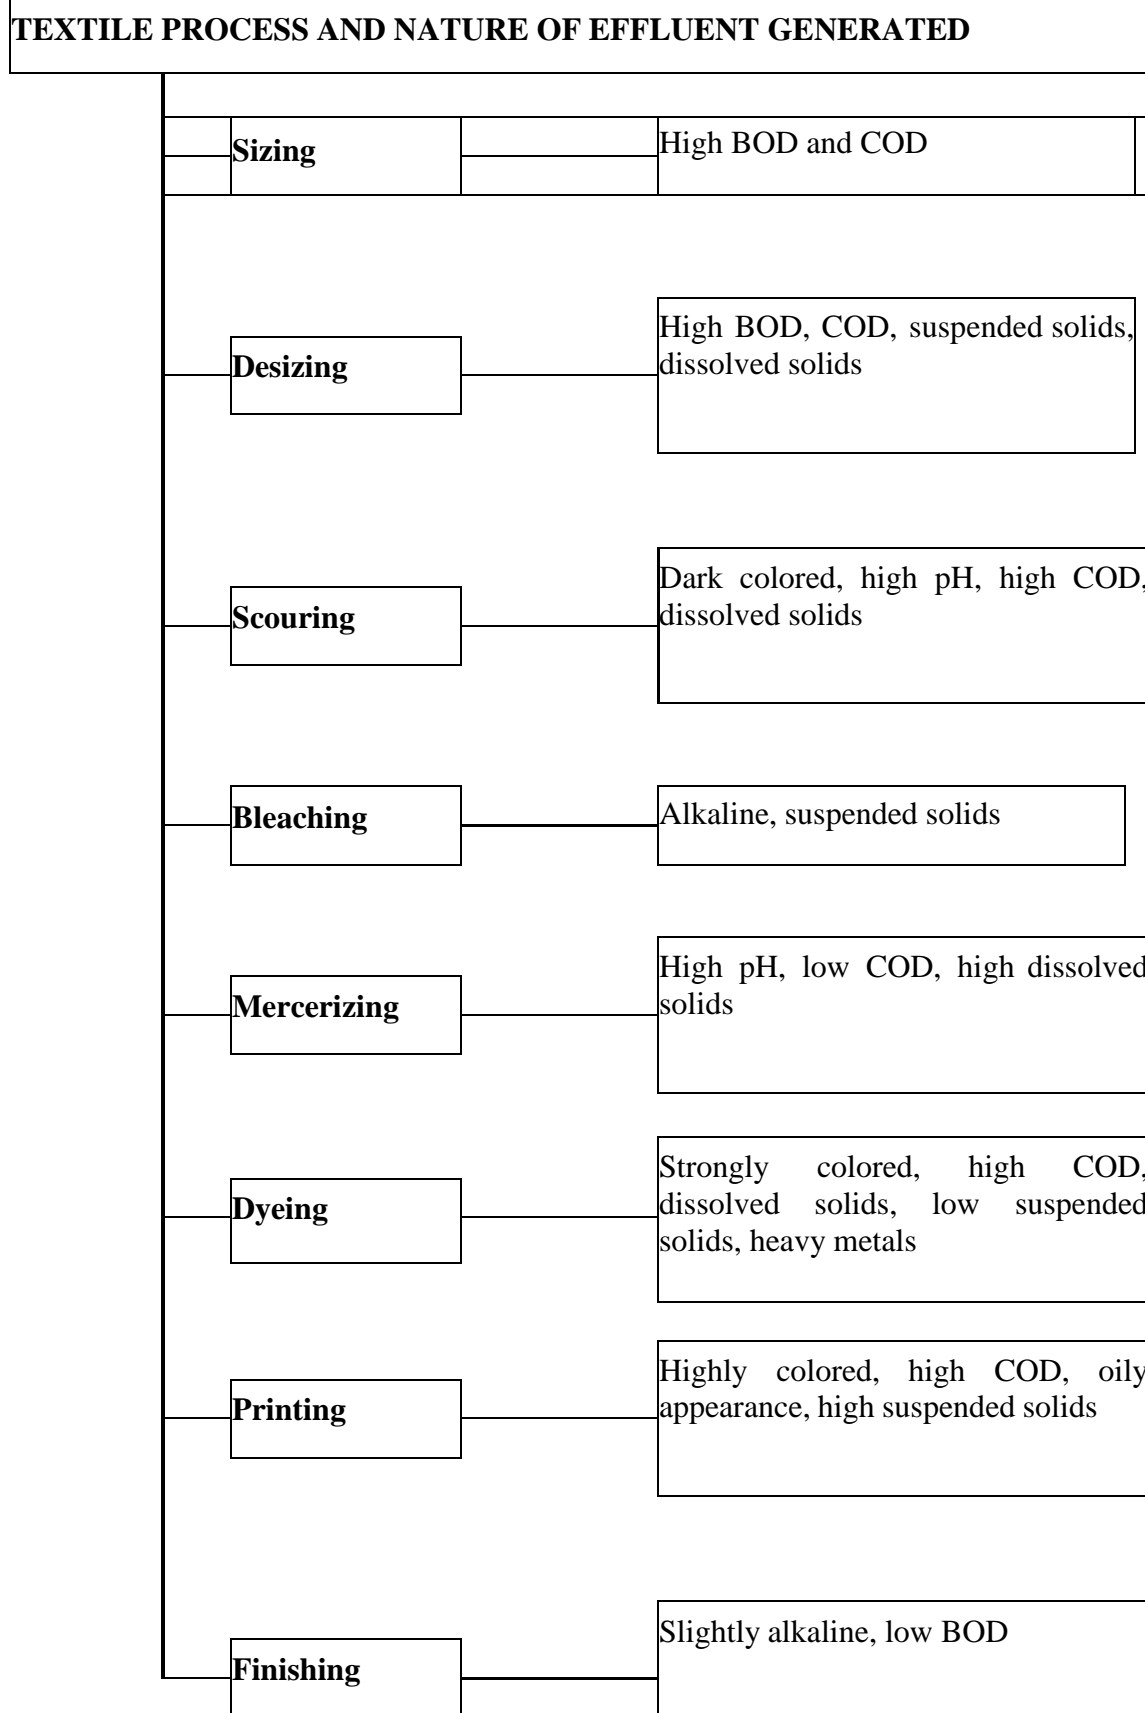 TEXTILE PROCESS AND NATURE OF EFFLUENT GENERATED
Sizing
High BOD and COD
Desizing
High BOD, COD, suspended solids,
dissolved solids
Scouring
Dark colored, high pH, high COD,
dissolved solids
Bleaching
Alkaline, suspended solids
Mercerizing
High pH, low COD, high dissolved
solids
Dyeing
Strongly colored, high COD,
dissolved solids, low suspended
solids, heavy metals
Printing
Highly colored, high COD, oily
appearance, high suspended solids
Finishing
Slightly alkaline, low BOD